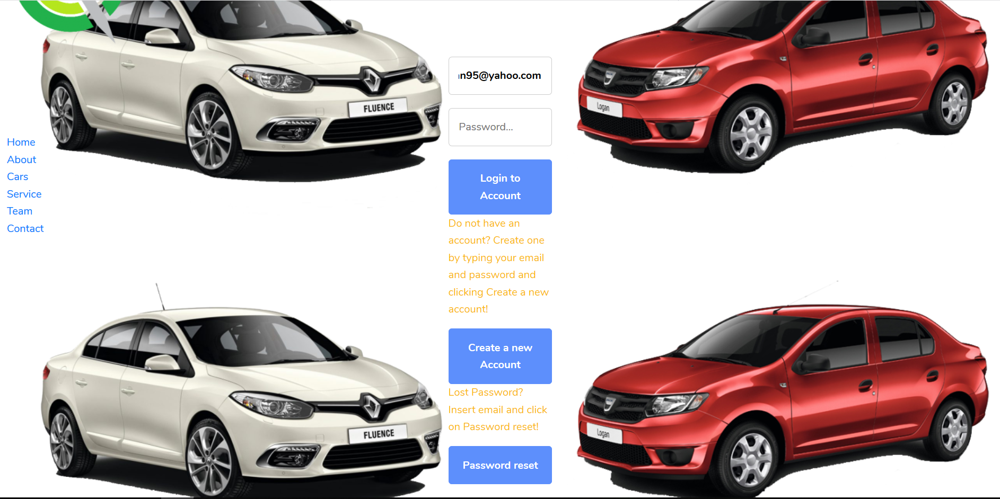 Home
About
Cars
Service
Team
Contact
FLUENCE
n95@yahoo.com
Password...
Login to
Account
Do not have an
account? Create one
by typing your email
and password and
clicking Create a new
account!
Create a new
Account
Lost Password?
Insert email and click
on Password reset!
Password reset
Logan
FLUENCE
Logan